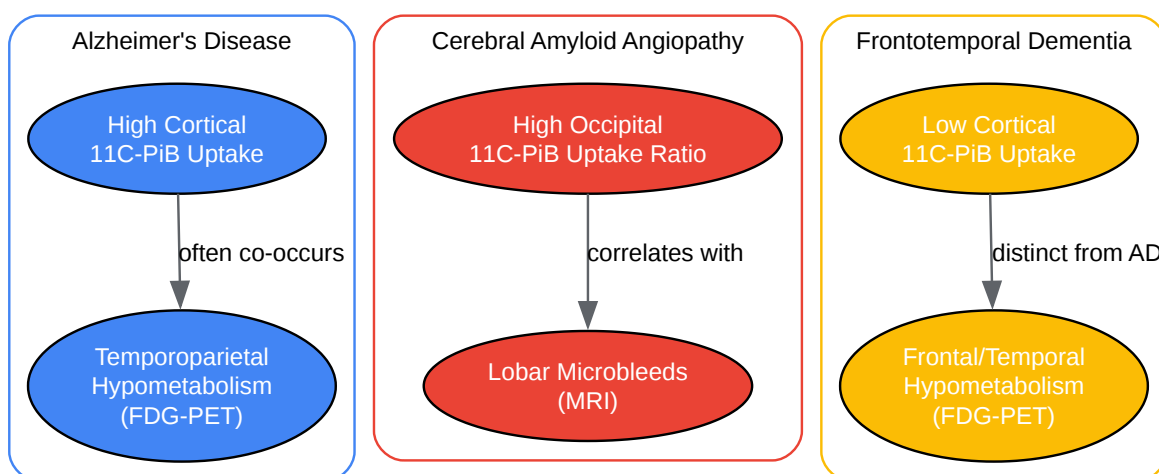 Alzheimer's Disease
High Cortical
11C-PiB Uptake
often co-occurs
Temporoparietal
Hypometabolism
(FDG-PET)
Cerebral Amyloid Angiopathy
High Occipital
11C-PiB Uptake Ratio
correlates with
Lobar Microbleeds
(MRI)
Frontotemporal Dementia
Low Cortical
11C-PiB Uptake
distinct from AD
Frontal/Temporal
Hypometabolism
(FDG-PET)